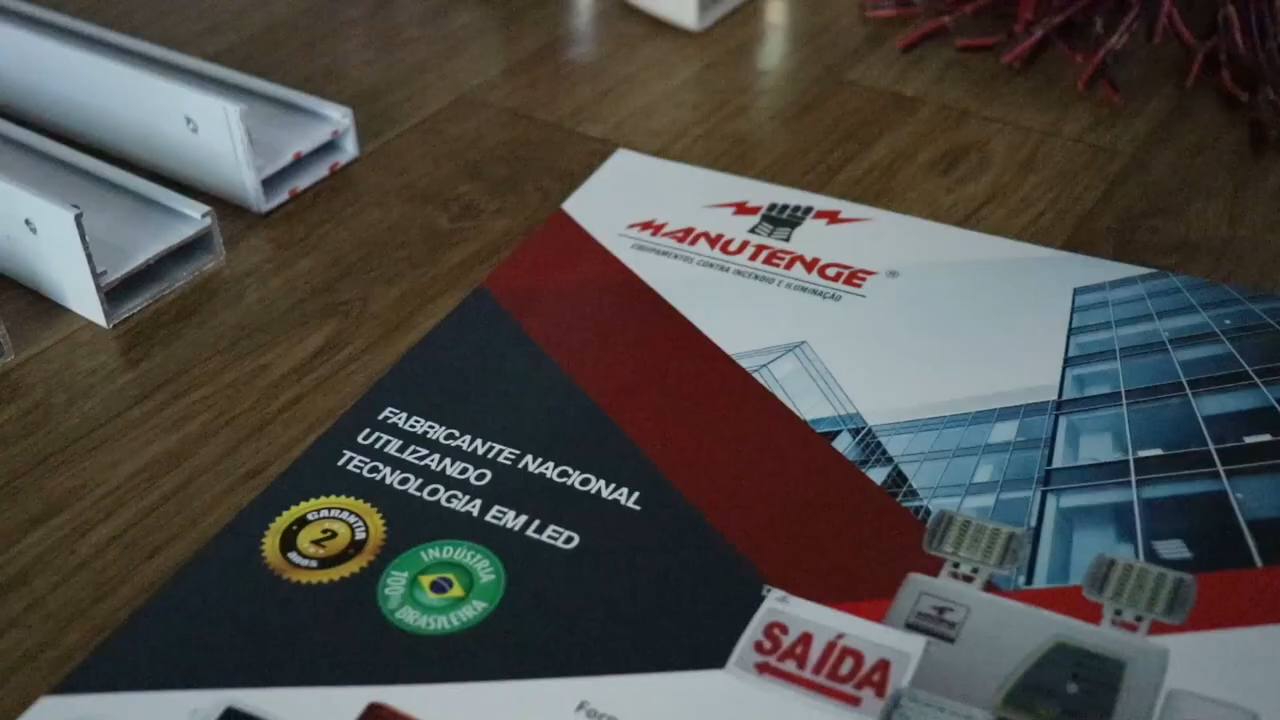 MANUTENGE ®
EQUIPAMENTOS CONTRA INCÊNDIO E ILUMINAÇÃO
FABRICANTE NACIONAL
UTILIZANDO
TECNOLOGIA EM LED
GARANTIA
2
anos
INDÚSTRIA
100%
BRASILEIRA
SAÍDA